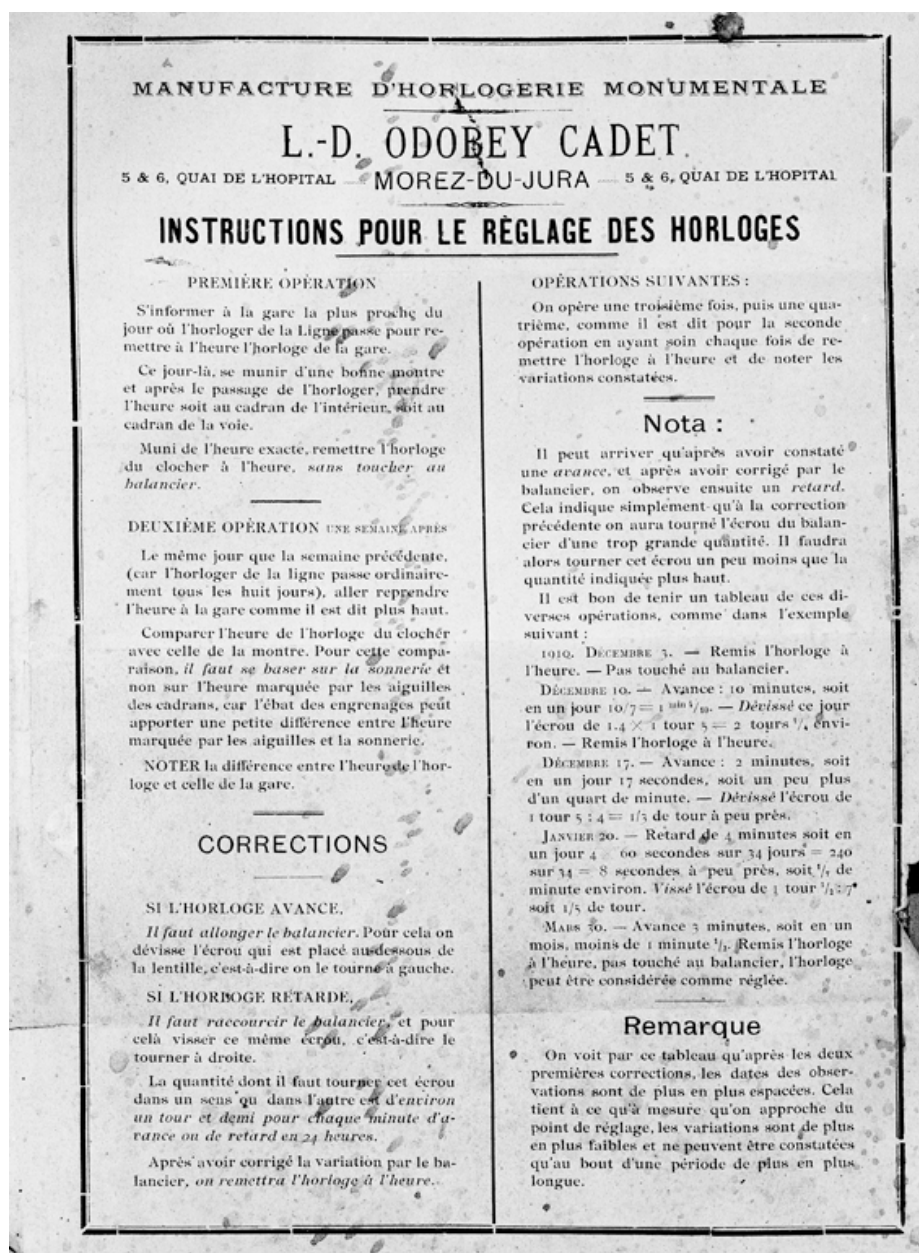 MANUFACTURE D'HORLOGERIE MONUMENTALE
L.-D. ODOBEY CADET.
5 & 6, QUAI DE L'HOPITAL — MOREZ-DU-JURA — 5 & 6, QUAI DE L'HOPITAL
INSTRUCTIONS POUR LE RÈGLAGE DES HORLOGES
PREMIÈRE OPÉRATION
S'informer à la gare la plus proche du
jour où l'horloger de la Ligne passe pour re-
mettre à l'heure l'horloge de la gare.
Ce jour-là, se munir d'une bonne montre
et après le passage de l'horloger, prendre
l'heure soit au cadran de l'intérieur, soit au
cadran de la voie.
Muni de l'heure exacte, remettre l'horloge
du clocher à l'heure, sans toucher au
balancier.
DEUXIÈME OPÉRATION UNE SEMAINE APRÈS
Le même jour que la semaine précédente,
(car l'horloger de la ligne passe ordinaire-
ment tous les huit jours), aller reprendre
l'heure à la gare comme il est dit plus haut.
Comparer l'heure de l'horloge du clocher
avec celle de la montre. Pour cette compa-
raison, il faut se baser sur la sonnerie et
non sur l'heure marquée par les aiguilles
des cadrans, car l'ébat des engrenages peut
apporter une petite différence entre l'heure
marquée par les aiguilles et la sonnerie.
NOTER la différence entre l'heure de l'hor-
loge et celle de la gare.
CORRECTIONS
SI L'HORLOGE AVANCE,
Il faut allonger le balancier. Pour cela on
dévisse l'écrou qui est placé au-dessous de
la lentille, c'est-à-dire on le tourne à gauche.
SI L'HORLOGE RETARDE,
Il faut raccourcir le balancier, et pour
celà visser ce même écrou, c'est-à-dire le
tourner à droite.
La quantité dont il faut tourner cet écrou
dans un sens ou dans l'autre est d'environ
un tour et demi pour chaque minute d'a-
vance ou de retard en 24 heures.
Après avoir corrigé la variation par le ba-
lancier, on remettra l'horloge à l'heure.
OPÉRATIONS SUIVANTES :
On opère une troisième fois, puis une qua-
trième, comme il est dit pour la seconde
opération en ayant soin chaque fois de re-
mettre l'horloge à l'heure et de noter les
variations constatées.
Nota :
Il peut arriver qu'après avoir constaté
une avance, et après avoir corrigé par le
balancier, on observe ensuite un retard.
Cela indique simplement qu'à la correction
précédente on aura tourné l'écrou du balan-
cier d'une trop grande quantité. Il faudra
alors tourner cet écrou un peu moins que la
quantité indiquée plus haut.
Il est bon de tenir un tableau de ces di-
verses opérations, comme dans l'exemple
suivant :
1919. DÉCEMBRE 3. — Remis l'horloge à
l'heure. — Pas touché au balancier.
DÉCEMBRE 10. — Avance : 10 minutes, soit
en un jour 10/7 = 1 min 4/10. — Dévissé ce jour
l'écrou de 1.4 × 1 tour 5 = 2 tours envi-
ron. — Remis l'horloge à l'heure.
DÉCEMBRE 17. — Avance : 2 minutes, soit
en un jour 17 secondes, soit un peu plus
d'un quart de minute. — Dévissé l'écrou de
1 tour 5 : 4 = 1/3 de tour à peu près.
JANVIER 20. — Retard de 4 minutes soit en
un jour 4 60 secondes sur 34 jours = 240
sur 34 = 8 secondes à peu près, soit 1/7 de
minute environ. Vissé l'écrou de 1 tour 1/2 : 7
soit 1/5 de tour.
MARS 30. — Avance 3 minutes, soit en un
mois, moins de 1 minute 1/2. Remis l'horloge
à l'heure, pas touché au balancier, l'horloge
peut être considérée comme réglée.
Remarque
On voit par ce tableau qu'après les deux
premières corrections, les dates des obser-
vations sont de plus en plus espacées. Cela
tient à ce qu'à mesure qu'on approche du
point de réglage, les variations sont de plus
en plus faibles et ne peuvent être constatées
qu'au bout d'une période de plus en plus
longue.